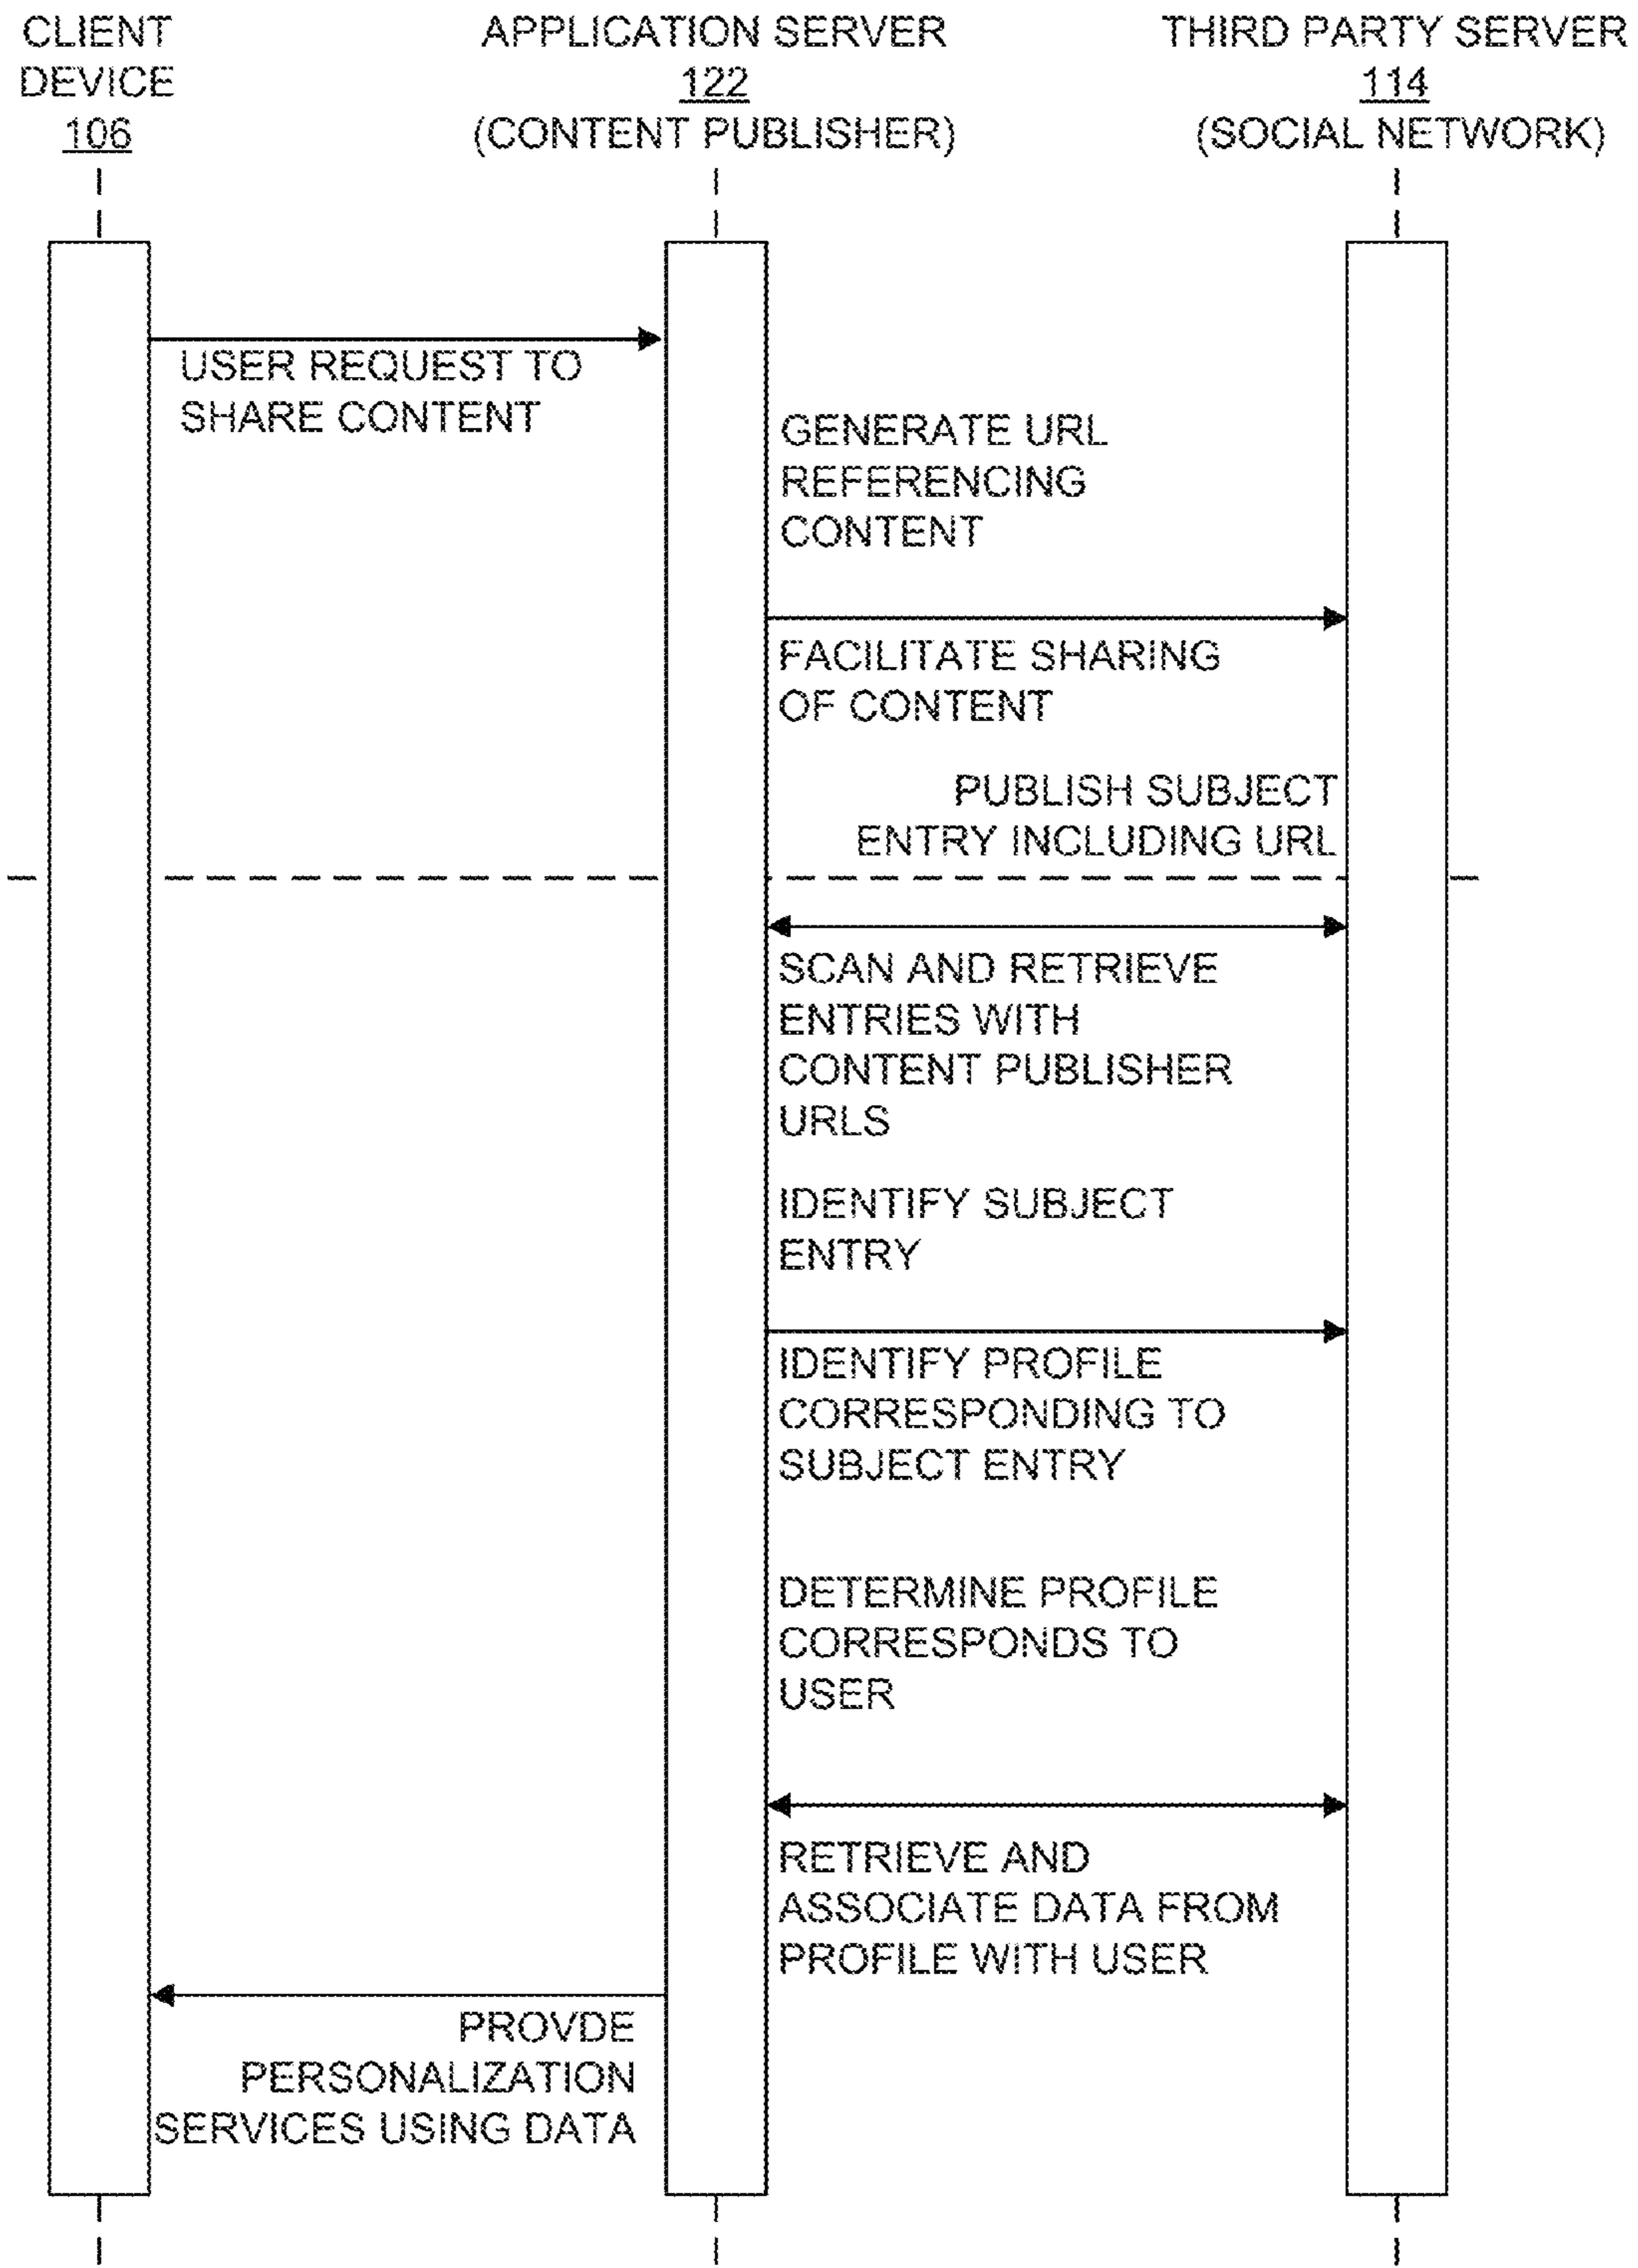 CLIENT
DEVICE
106
APPLICATION SERVER
122
(CONTENT PUBLISHER)
THIRD PARTY SERVER
114
(SOCIAL NETWORK)
USER REQUEST TO
SHARE CONTENT
GENERATE URL
REFERENCING
CONTENT
FACILITATE SHARING
OF CONTENT
PUBLISH SUBJECT
ENTRY INCLUDING URL
SCAN AND RETRIEVE
ENTRIES WITH
CONTENT PUBLISHER
URLS
IDENTIFY SUBJECT
ENTRY
IDENTIFY PROFILE
CORRESPONDING TO
SUBJECT ENTRY
DETERMINE PROFILE
CORRESPONDS TO
USER
RETRIEVE AND
ASSOCIATE DATA FROM
PROFILE WITH USER
PROVDE
PERSONALIZATION
SERVICES USING DATA